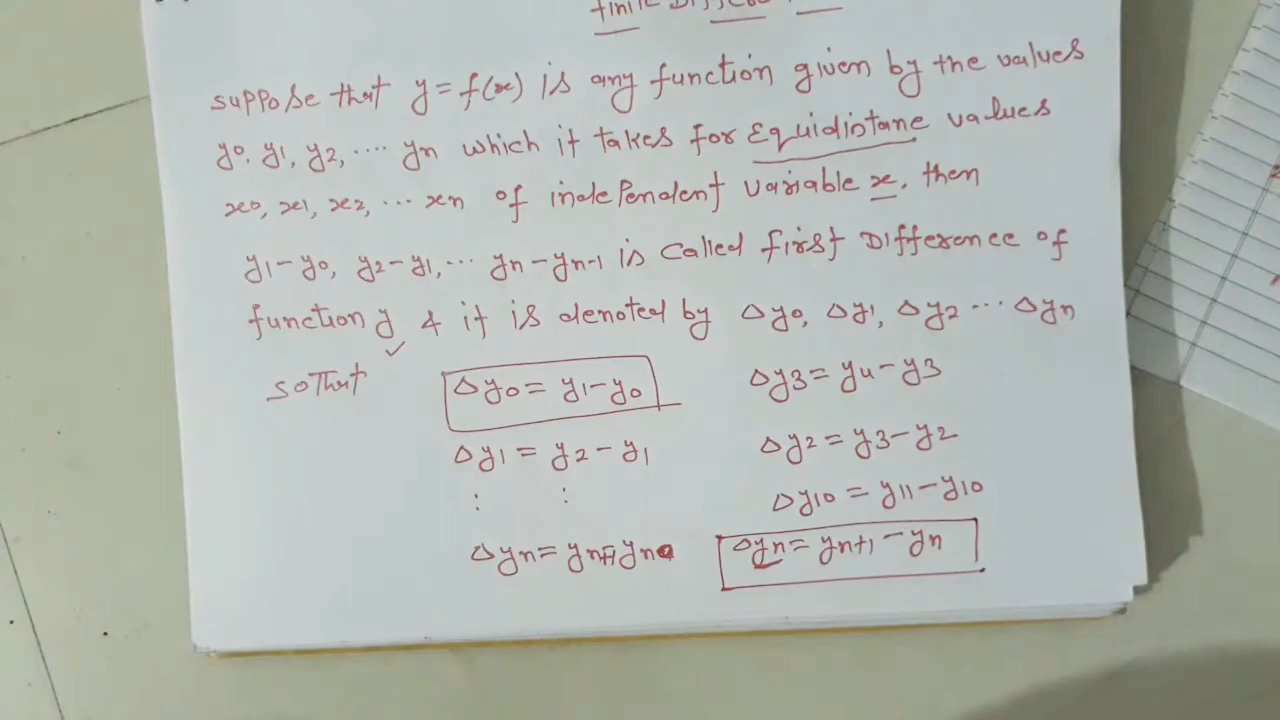 suppose that y = f(x) is any function given by the values
y0, y1, y2, .... yn which it takes for Equidistane values
x0, x1, x2, ... xn of independent variable x, then
y1-y0, y2-y1, ... yn-yn-1 is called first Difference of
function y & it is denoted by Δy0, Δy1, Δy2 ... Δyn
so that Δy0 = y1-y0 Δy3 = y4-y3
Δy1 = y2-y1 Δy2 = y3-y2
: : Δy10 = y11-y10
Δyn = yn+1-yn Δyn = yn+1-yn